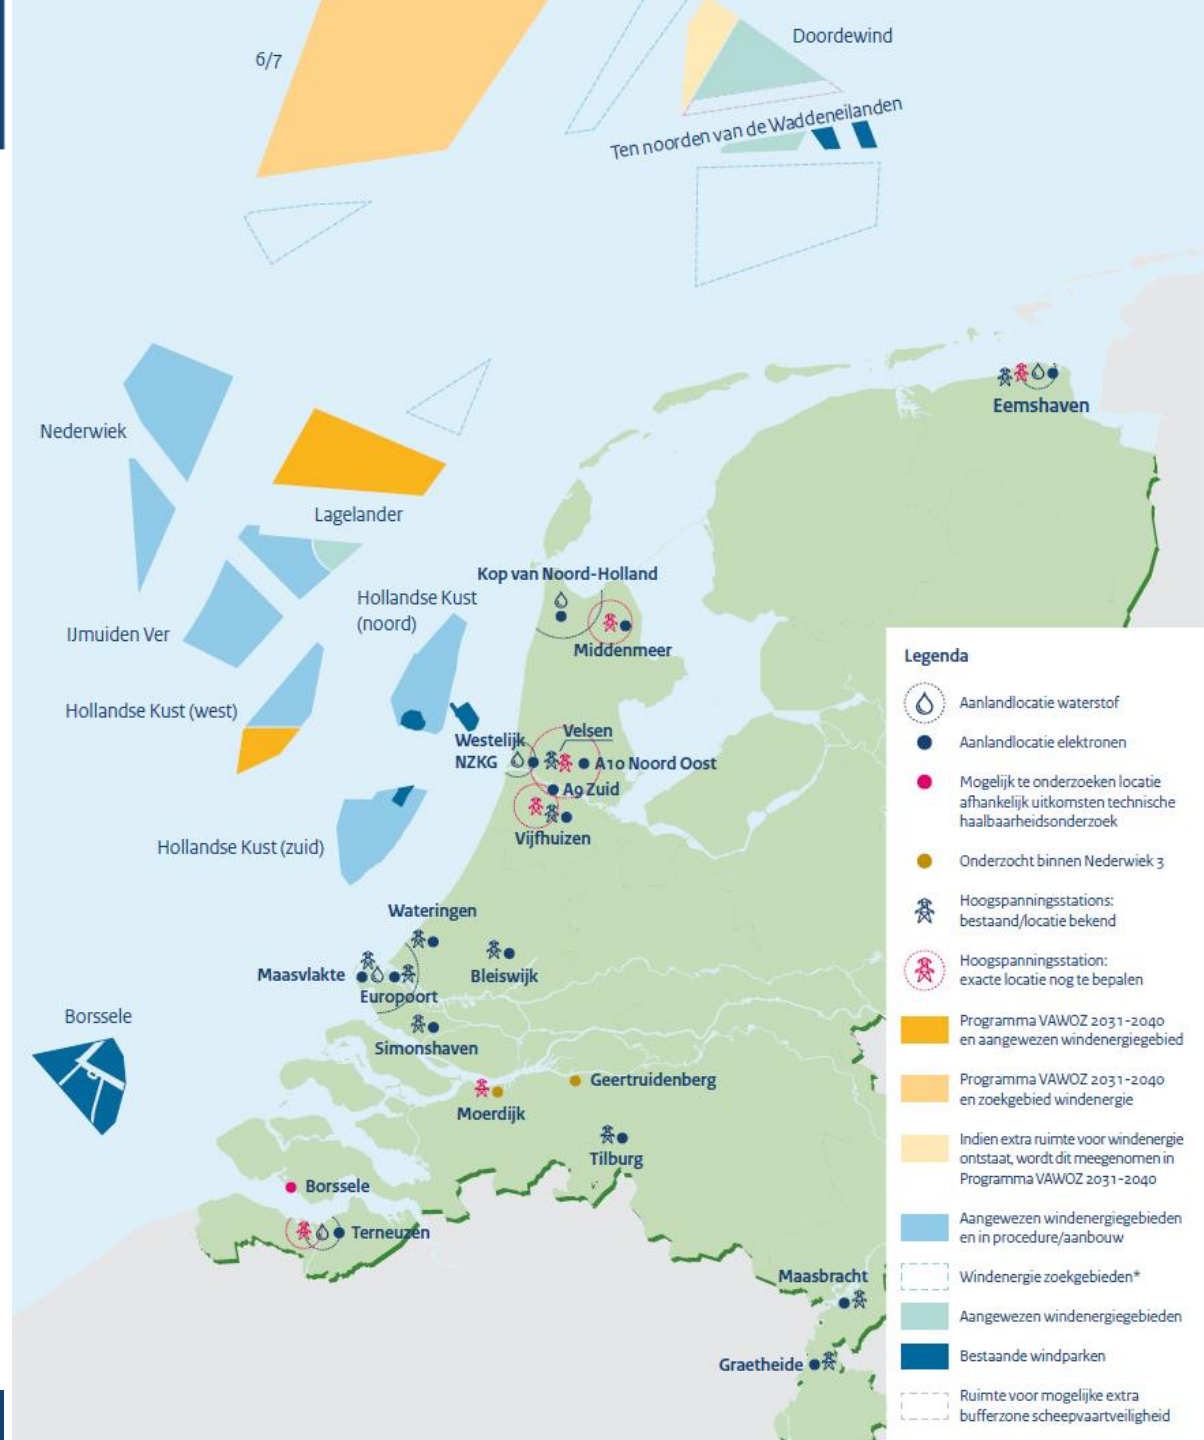 6/7
Doordewind
Ten noorden van de Waddeneilanden
Nederwiek
Eemshaven
Lagelander
Kop van Noord-Holland
Hollandse Kust
(noord)
IJmuiden Ver
Middenmeer
Hollandse Kust (west)
Velsen
Westelijk
NZKG
A10 Noord Oost
A9 Zuid
Vijfhuizen
Hollandse Kust (zuid)
Wateringen
Maasvlakte
Bleiswijk
Europoort
Borssele
Simonshaven
Geertruidenberg
Moerdijk
Tilburg
Borssele
Terneuzen
Maasbracht
Graetheide
Legenda
Aanlandlocatie waterstof
Aanlandlocatie elektronen
Mogelijk te onderzoeken locatie
afhankelijk uitkomsten technische
haalbaarheidsonderzoek
Onderzocht binnen Nederwiek 3
Hoogspanningsstations:
bestaand/locatie bekend
Hoogspanningsstation:
exacte locatie nog te bepalen
Programma VAWOZ 2031-2040
en aangewezen windenergiegebied
Programma VAWOZ 2031-2040
en zoekgebied windenergie
Indien extra ruimte voor windenergie
ontstaat, wordt dit meegenomen in
Programma VAWOZ 2031-2040
Aangewezen windenergiegebieden
en in procedure/aanbouw
Windenergie zoekgebieden*
Aangewezen windenergiegebieden
Bestaande windparken
Ruimte voor mogelijke extra
bufferzone scheepvaartveiligheid